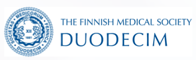 THE FINNISH MEDICAL SOCIETY
DUODECIM